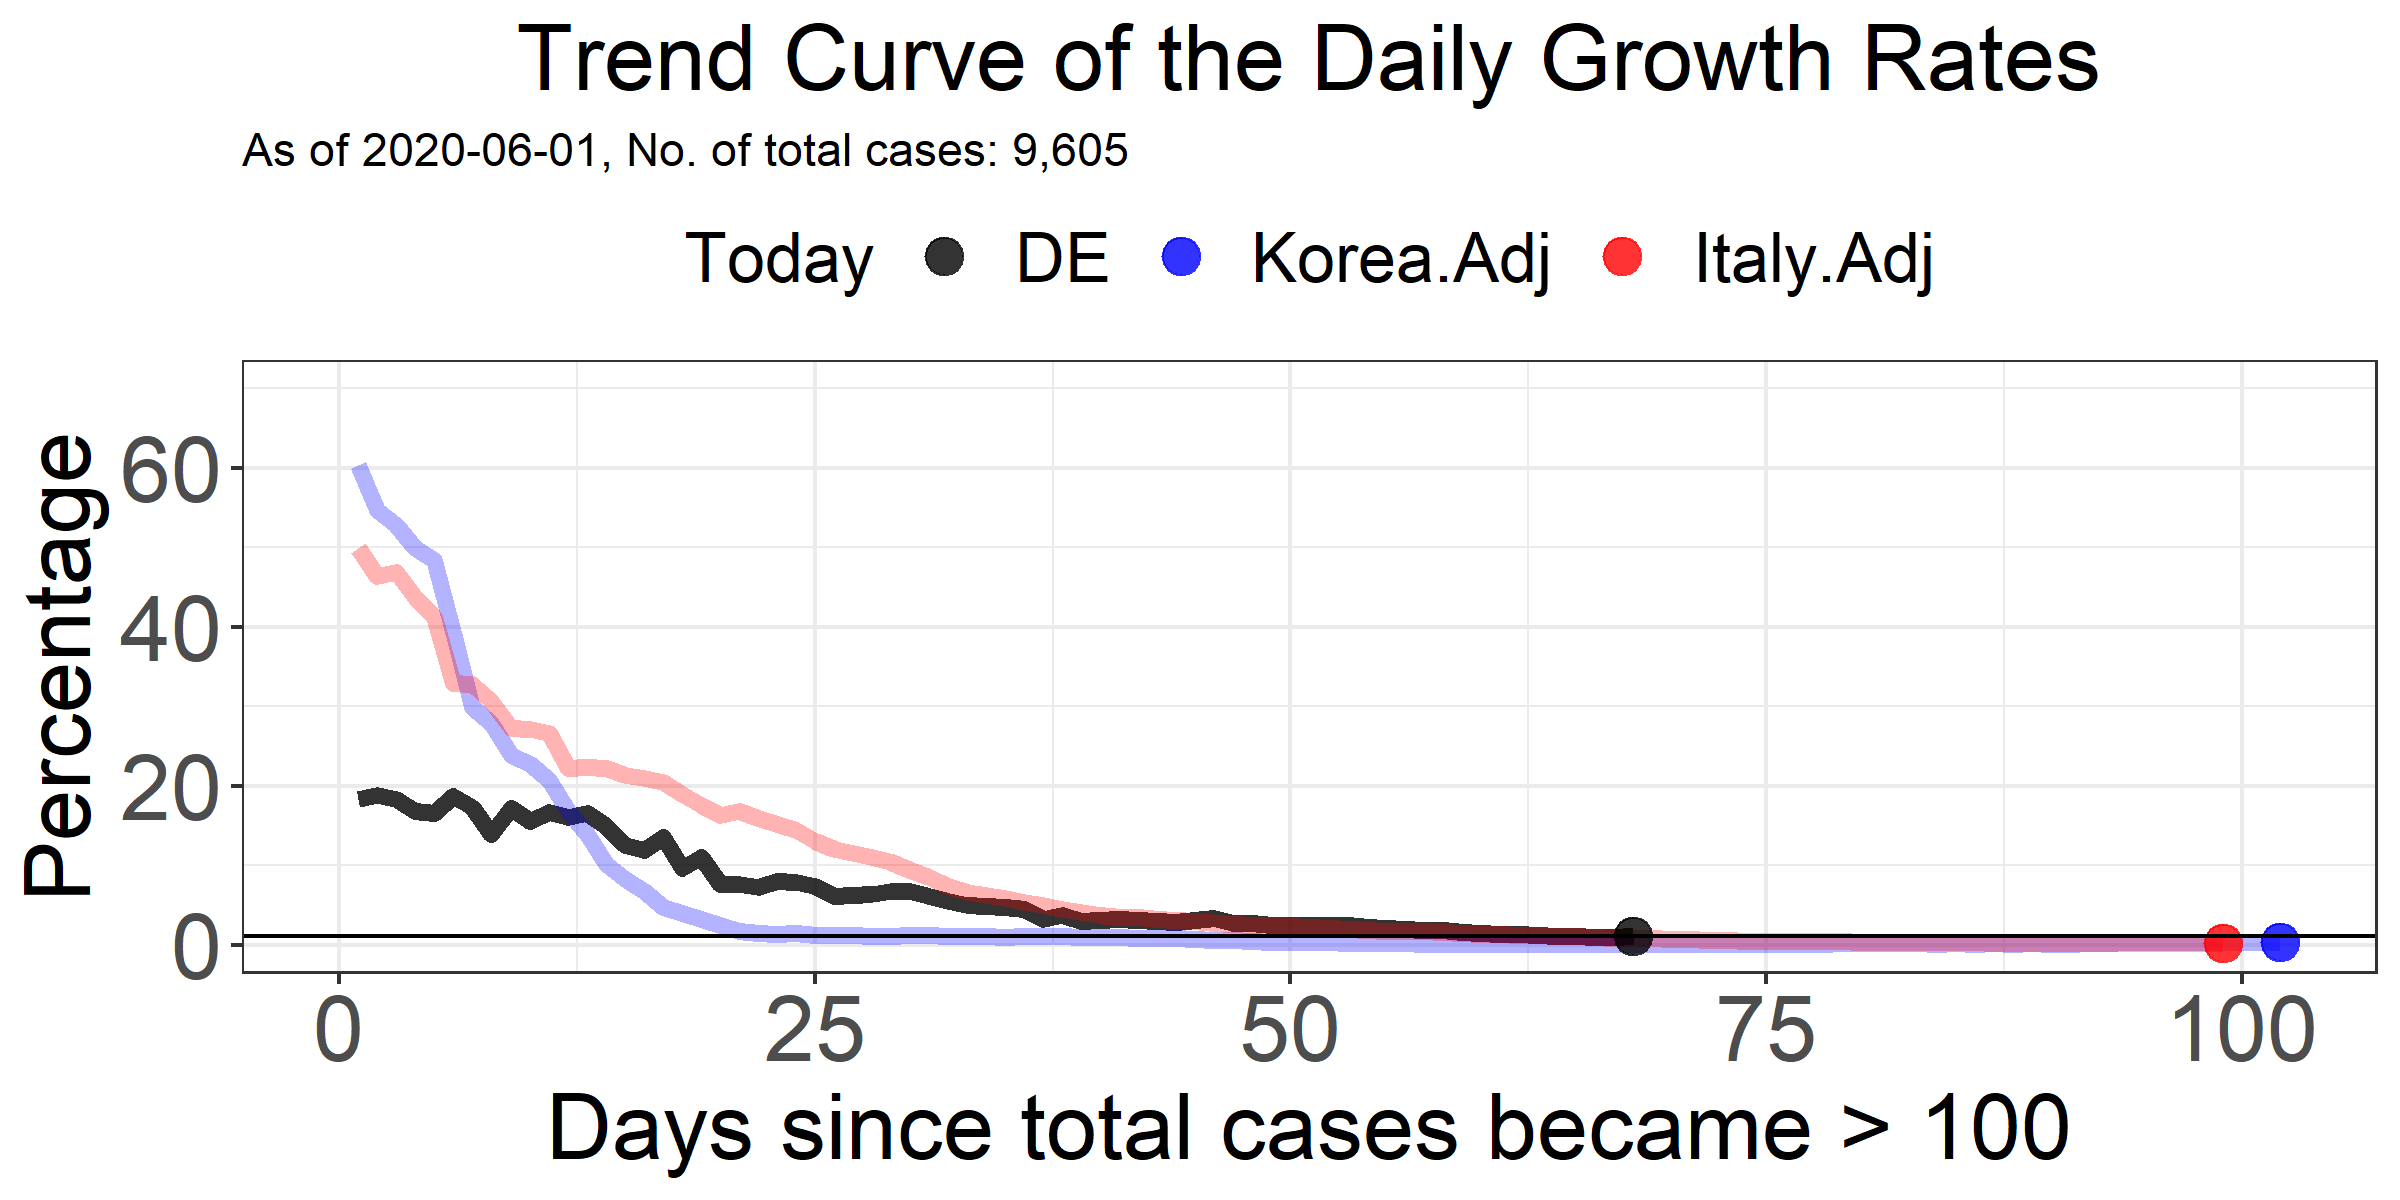 Trend Curve of the Daily Growth Rates
As of 2020-06-01, No. of total cases: 9,605
Today DE Korea.Adj Italy.Adj
Percentage
60
40
20
0
0 25 50 75 100
Days since total cases became > 100